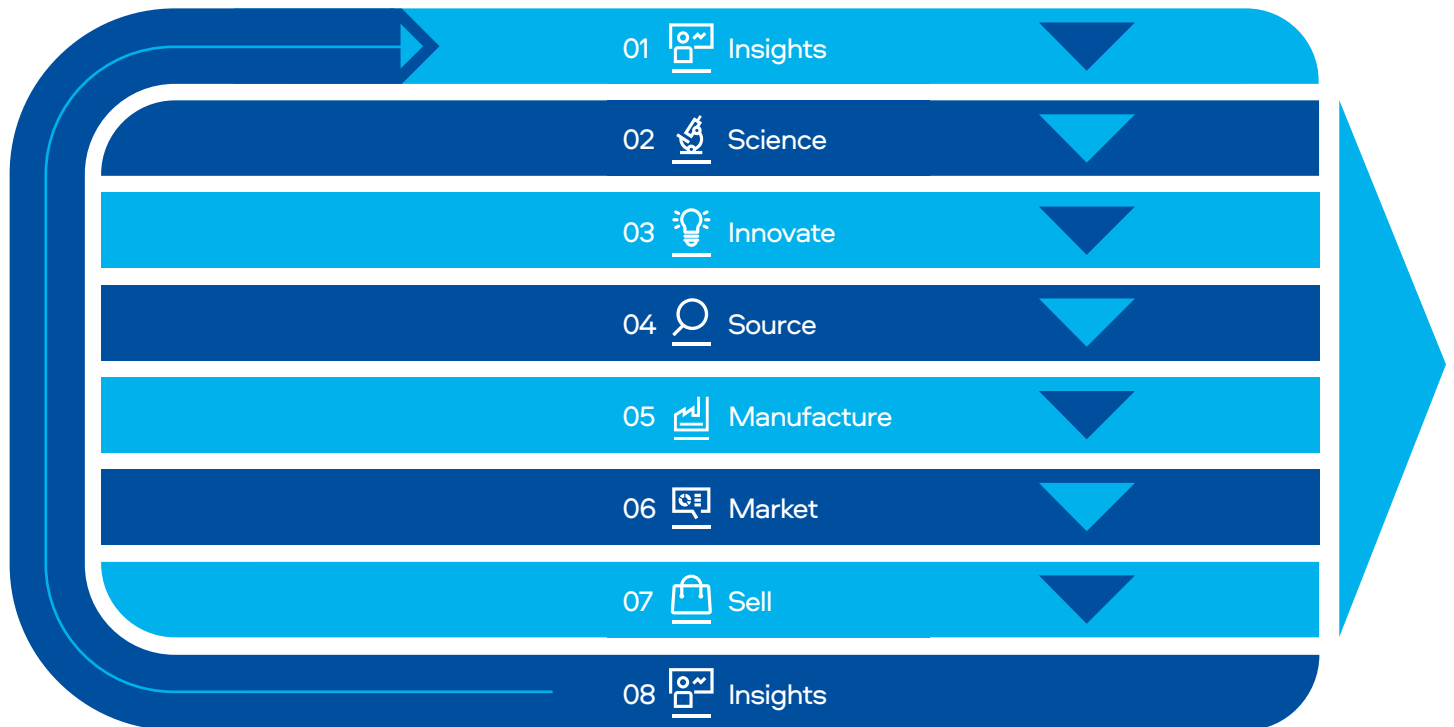 01 Insights
02 Science
03 Innovate
04 Source
05 Manufacture
06 Market
07 Sell
08 Insights